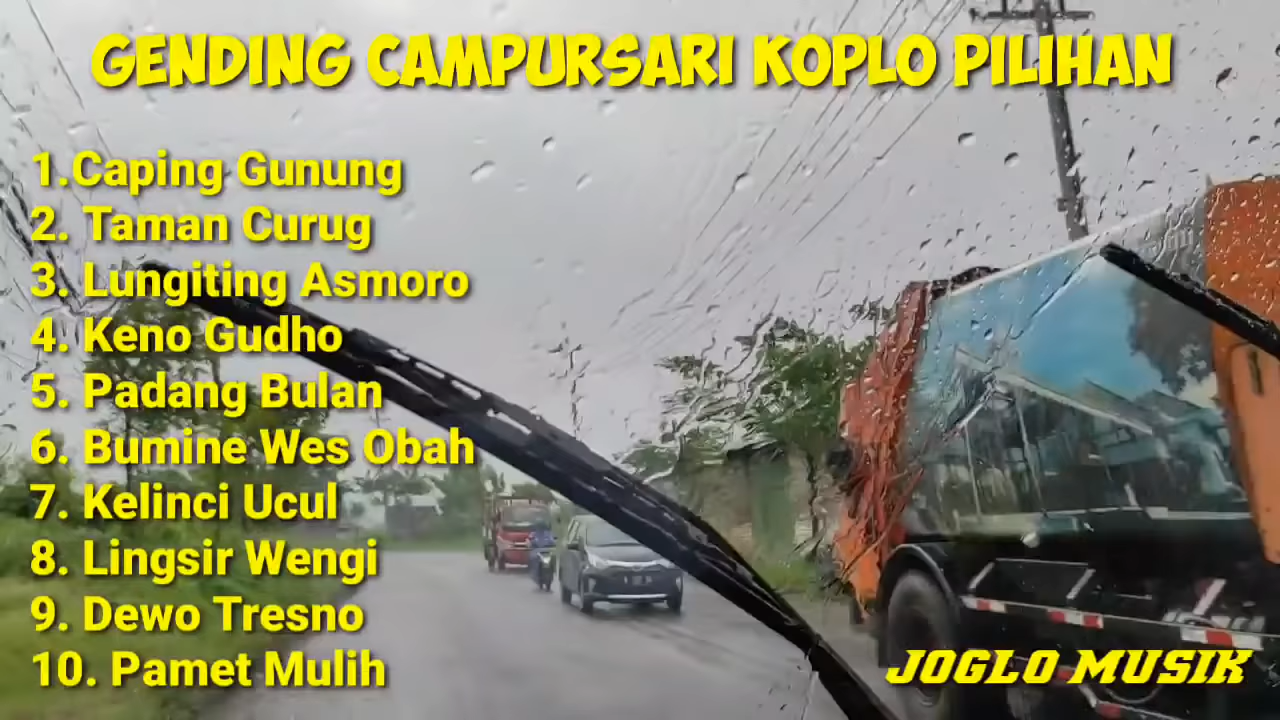 GENDING CAMPURSARI KOPLO PILIHAN
1.Caping Gunung
2. Taman Curug
3. Lungiting Asmoro
4. Keno Gudho
5. Padang Bulan
6. Bumine Wes Obah
7. Kelinci Ucul
8. Lingsir Wengi
9. Dewo Tresno
10. Pamet Mulih
JOGLO MUSIK